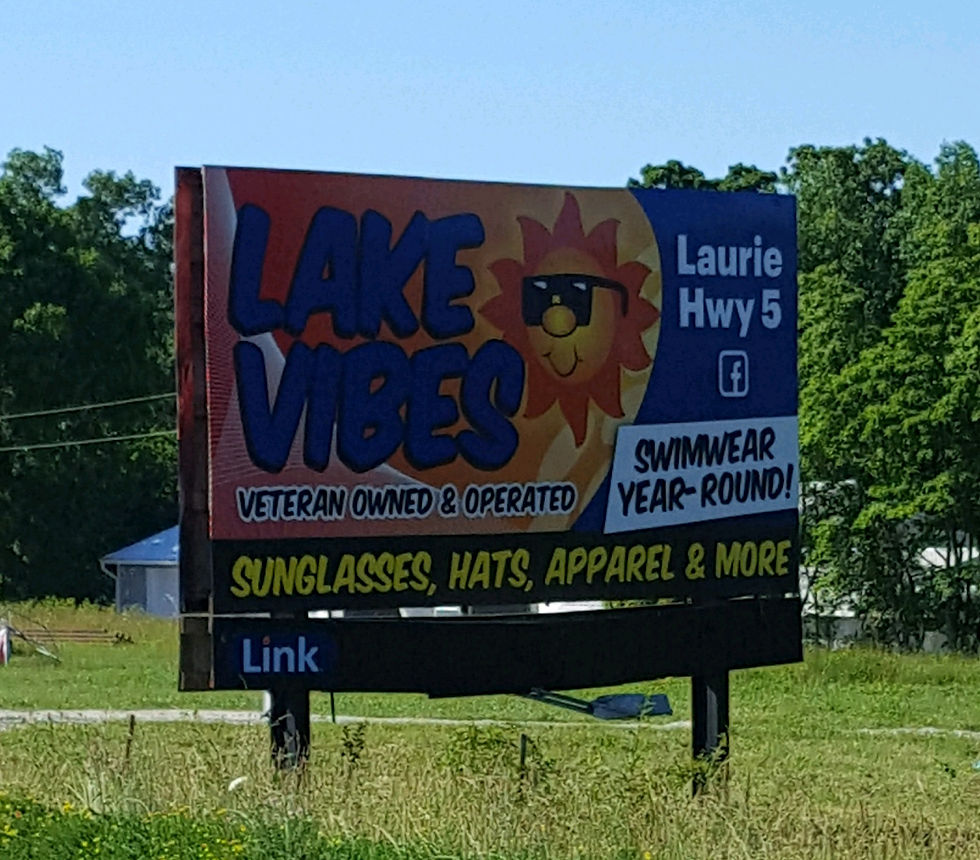 LAKE
VIBES
VETERAN OWNED & OPERATED
Laurie
Hwy 5
f
SWIMWEAR
YEAR-ROUND!
SUNGLASSES, HATS, APPAREL & MORE
Link